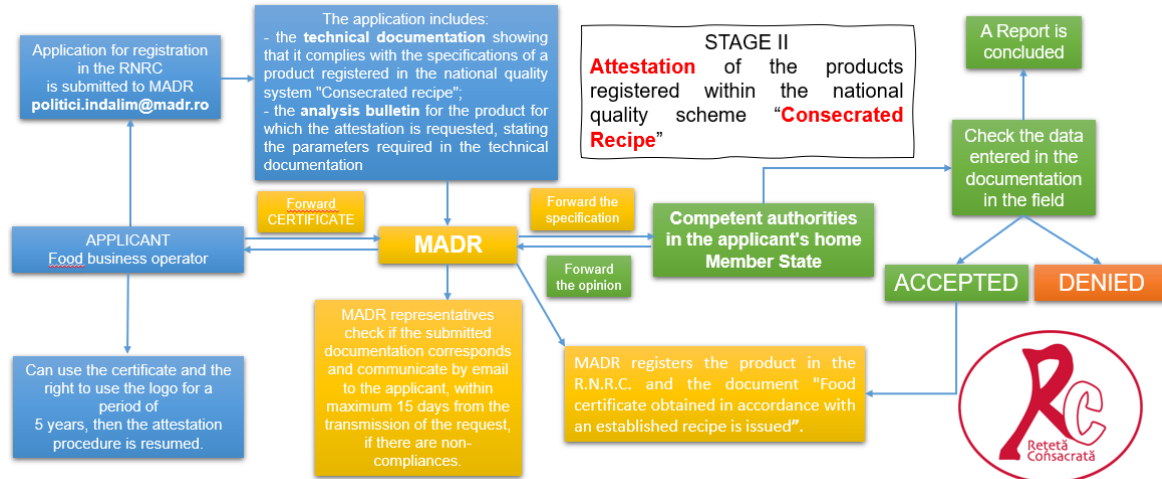 Application for registration
in the RNRC
is submitted to MADR
politici.indalim@madr.ro
The application includes:
- the technical documentation showing
that it complies with the specifications of a
product registered in the national quality
system "Consecrated recipe";
- the analysis bulletin for the product for
which the attestation is requested, stating
the parameters required in the technical
documentation
STAGE II
Attestation of the products
registered within the national
quality scheme “Consecrated
Recipe”
A Report is
concluded
Check the data
entered in the
documentation
in the field
Forward
CERTIFICATE
Forward the
specification
APPLICANT
Food business operator
MADR
Competent authorities
in the applicant's home
Member State
Forward
the opinion
ACCEPTED
DENIED
Can use the certificate and the
right to use the logo for a
period of
5 years, then the attestation
procedure is resumed.
MADR representatives
check if the submitted
documentation corresponds
and communicate by email
to the applicant, within
maximum 15 days from the
transmission of the request,
if there are non-
compliances.
MADR registers the product in the
R.N.R.C. and the document "Food
certificate obtained in accordance with
an established recipe is issued”.
RC
Rețetă
Consacrată